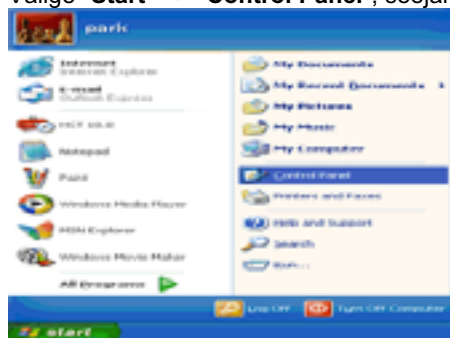 Valige "Start" "Control Panel", seejär
park
Internet
Internet Explorer
E-mail
Outlook Express
Notepad
Paint
Windows Media Player
MSN Explorer
Windows Movie Maker
All Programs
My Documents
My Recent Documents
My Pictures
My Music
My Computer
Control Panel
Printers and Faxes
Help and Support
Search
Run...
Log Off
Turn Off Computer
start